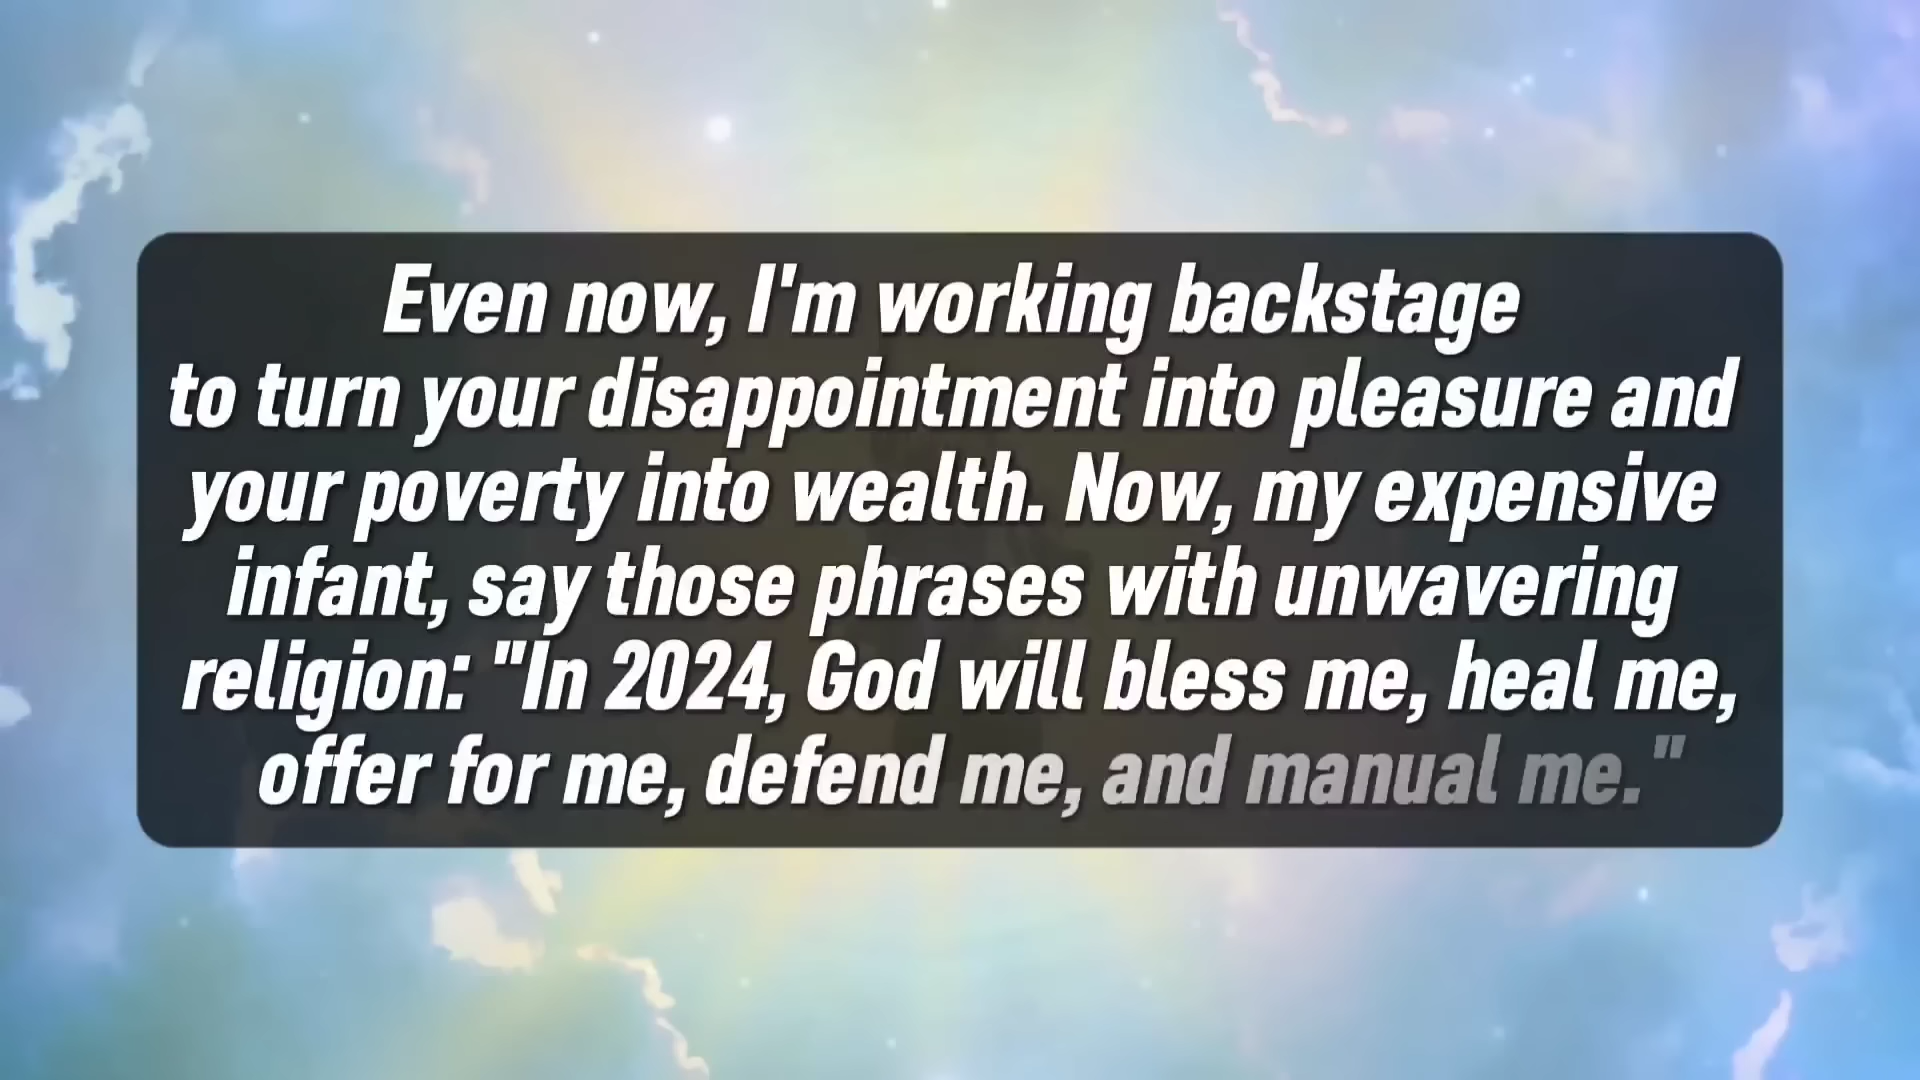 Even now, I'm working backstage
to turn your disappointment into pleasure and
your poverty into wealth. Now, my expensive
infant, say those phrases with unwavering
religion: "In 2024, God will bless me, heal me,
offer for me, defend me, and manual me."